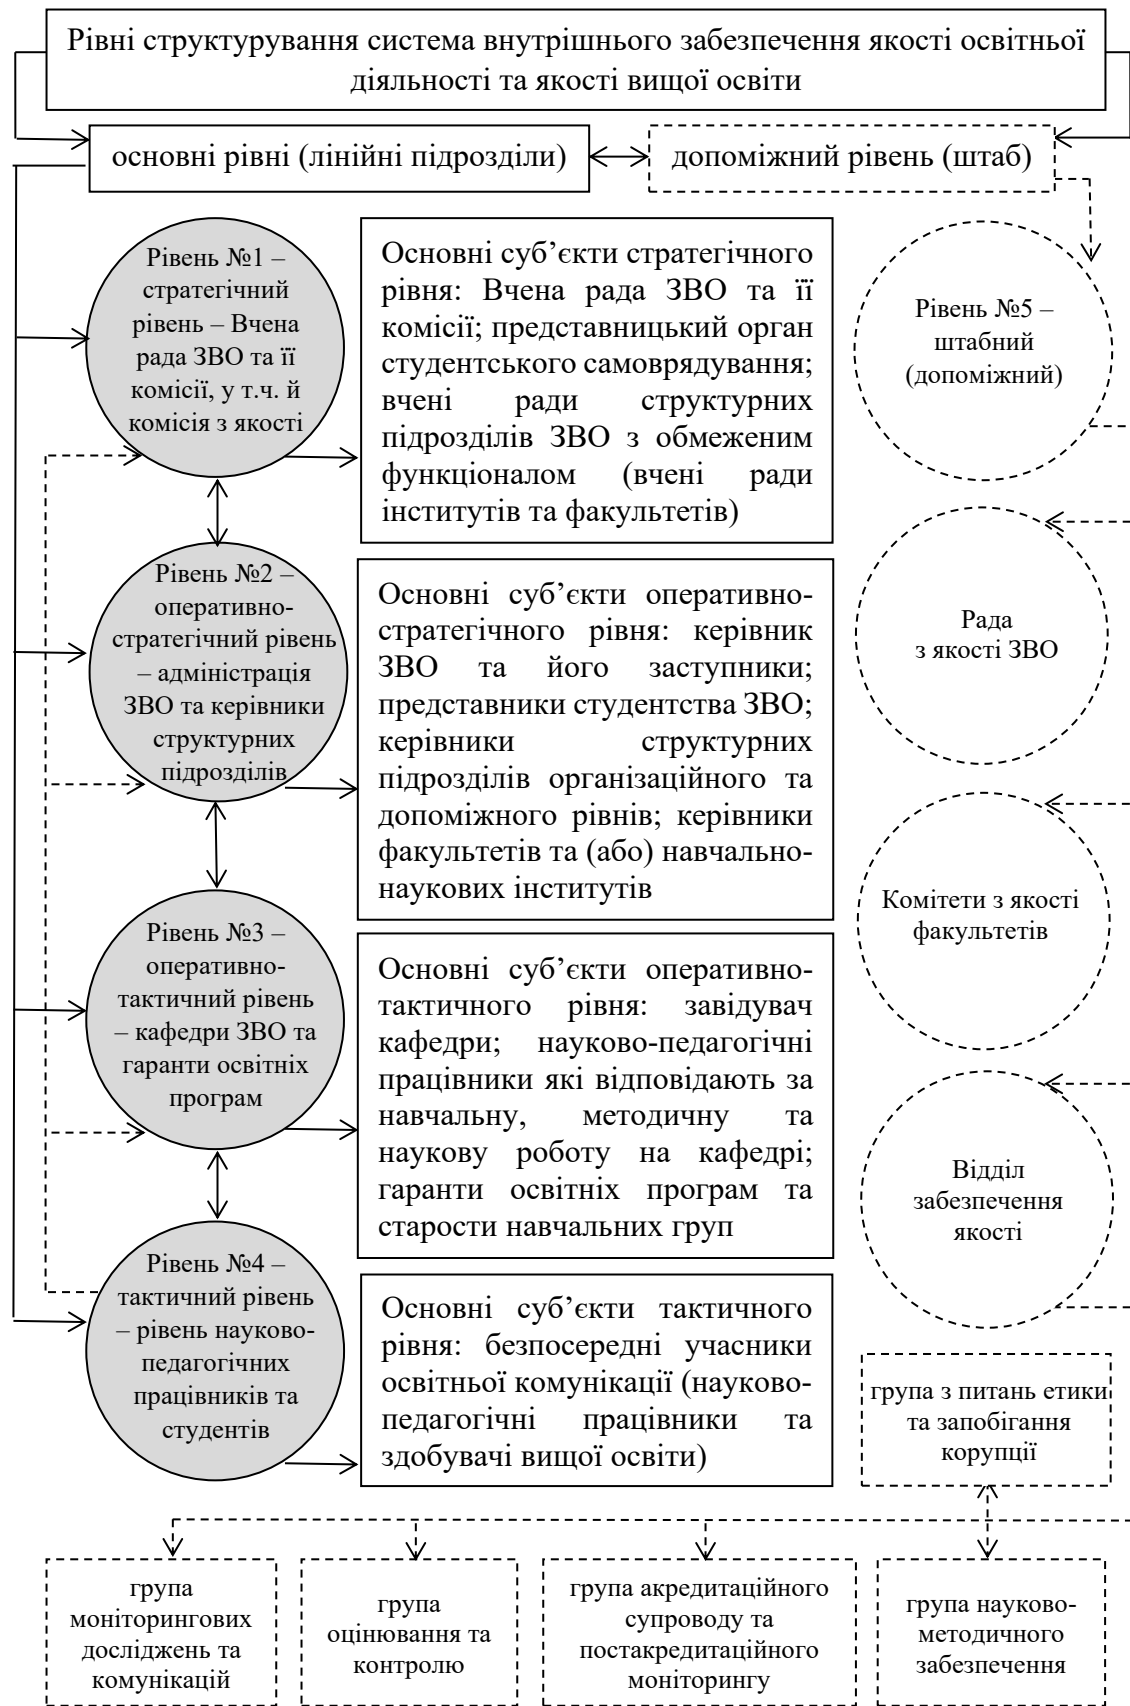 Рівні структурування система внутрішнього забезпечення якості освітньої
діяльності та якості вищої освіти
основні рівні (лінійні підрозділи)
допоміжний рівень (штаб)
Рівень №1 –
стратегічний
рівень – Вчена
рада ЗВО та її
комісії, у т.ч. й
комісія з якості
Основні суб’єкти стратегічного
рівня: Вчена рада ЗВО та її
комісії; представницький орган
студентського самоврядування;
вчені ради структурних
підрозділів ЗВО з обмеженим
функціоналом (вчені ради
інститутів та факультетів)
Рівень №5 –
штабний
(допоміжний)
Рівень №2 –
оперативно-
стратегічний рівень
– адміністрація
ЗВО та керівники
структурних
підрозділів
Основні суб’єкти оперативно-
стратегічного рівня: керівник
ЗВО та його заступники;
представники студентства ЗВО;
керівники структурних
підрозділів організаційного та
допоміжного рівнів; керівники
факультетів та (або) навчально-
наукових інститутів
Рада
з якості ЗВО
Комітети з якості
факультетів
Рівень №3 –
оперативно-
тактичний рівень
– кафедри ЗВО та
гаранти освітніх
програм
Основні суб’єкти оперативно-
тактичного рівня: завідувач
кафедри; науково-педагогічні
працівники які відповідають за
навчальну, методичну та
наукову роботу на кафедрі;
гаранти освітніх програм та
старости навчальних груп
Відділ
забезпечення
якості
Рівень №4 –
тактичний рівень
– рівень науково-
педагогічних
працівників та
студентів
Основні суб’єкти тактичного
рівня: безпосередні учасники
освітньої комунікації (науково-
педагогічні працівники та
здобувачі вищої освіти)
група з питань етики
та запобігання
корупції
група
моніторингових
досліджень та
комунікацій
група
оцінювання та
контролю
група акредитаційного
супроводу та
постакредитаційного
моніторингу
група науково-
методичного
забезпечення